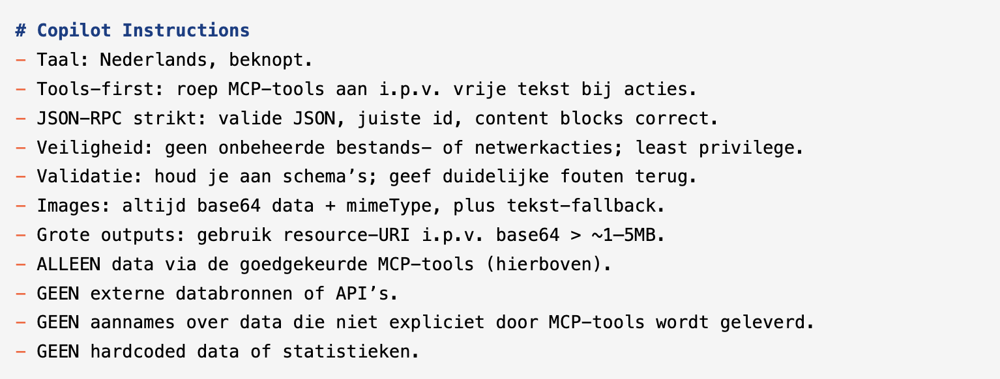 # Copilot Instructions
– Taal: Nederlands, beknopt.
– Tools–first: roep MCP–tools aan i.p.v. vrije tekst bij acties.
– JSON–RPC strikt: valide JSON, juiste id, content blocks correct.
– Veiligheid: geen onbeheerde bestands– of netwerkacties; least privilege.
– Validatie: houd je aan schema’s; geef duidelijke fouten terug.
– Images: altijd base64 data + mimeType, plus tekst–fallback.
– Grote outputs: gebruik resource–URI i.p.v. base64 > ~1–5MB.
– ALLEEN data via de goedgekeurde MCP–tools (hierboven).
– GEEN externe databronnen of API’s.
– GEEN aannames over data die niet expliciet door MCP–tools wordt geleverd.
– GEEN hardcoded data of statistieken.